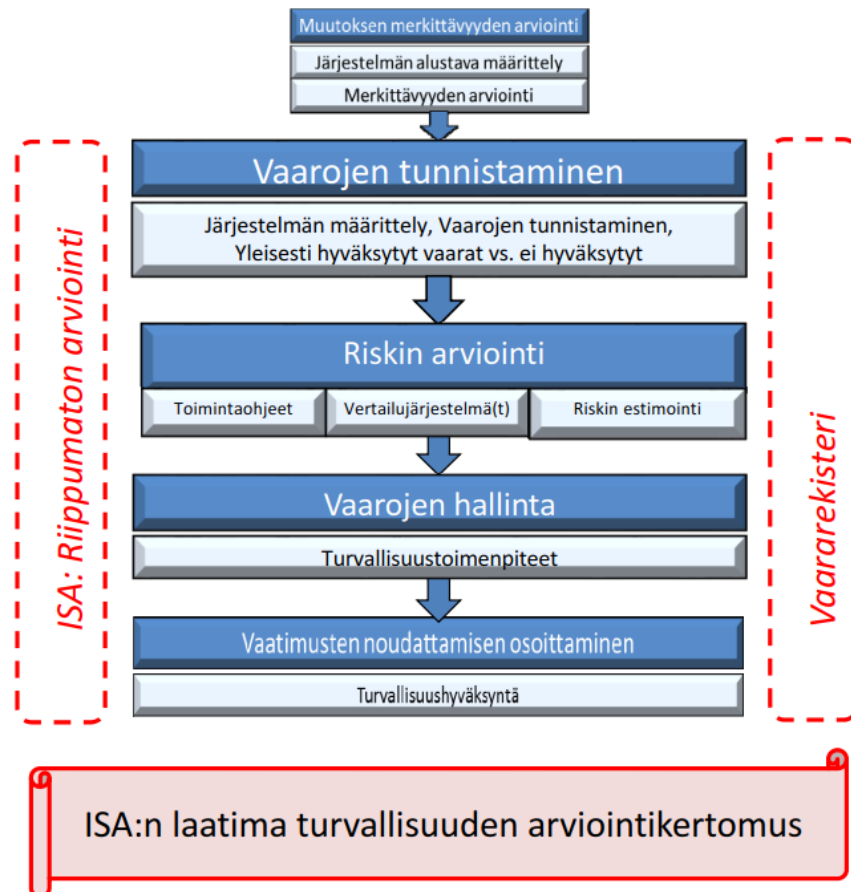 Muutoksen merkittävyyden arviointi
Järjestelmän alustava määrittely
Merkittävyyden arviointi
ISA: Riippumaton arviointi
Vaarojen tunnistaminen
Järjestelmän määrittely, Vaarojen tunnistaminen,
Yleisesti hyväksytyt vaarat vs. ei hyväksytyt
Riskin arviointi
Toimintaohjeet
Vertailujärjestelmä(t)
Riskin estimointi
Vaarojen hallinta
Turvallisuustoimenpiteet
Vaatimusten noudattamisen osoittaminen
Turvallisuushyväksyntä
Vaararekisteri
ISA:n laatima turvallisuuden arviointikertomus